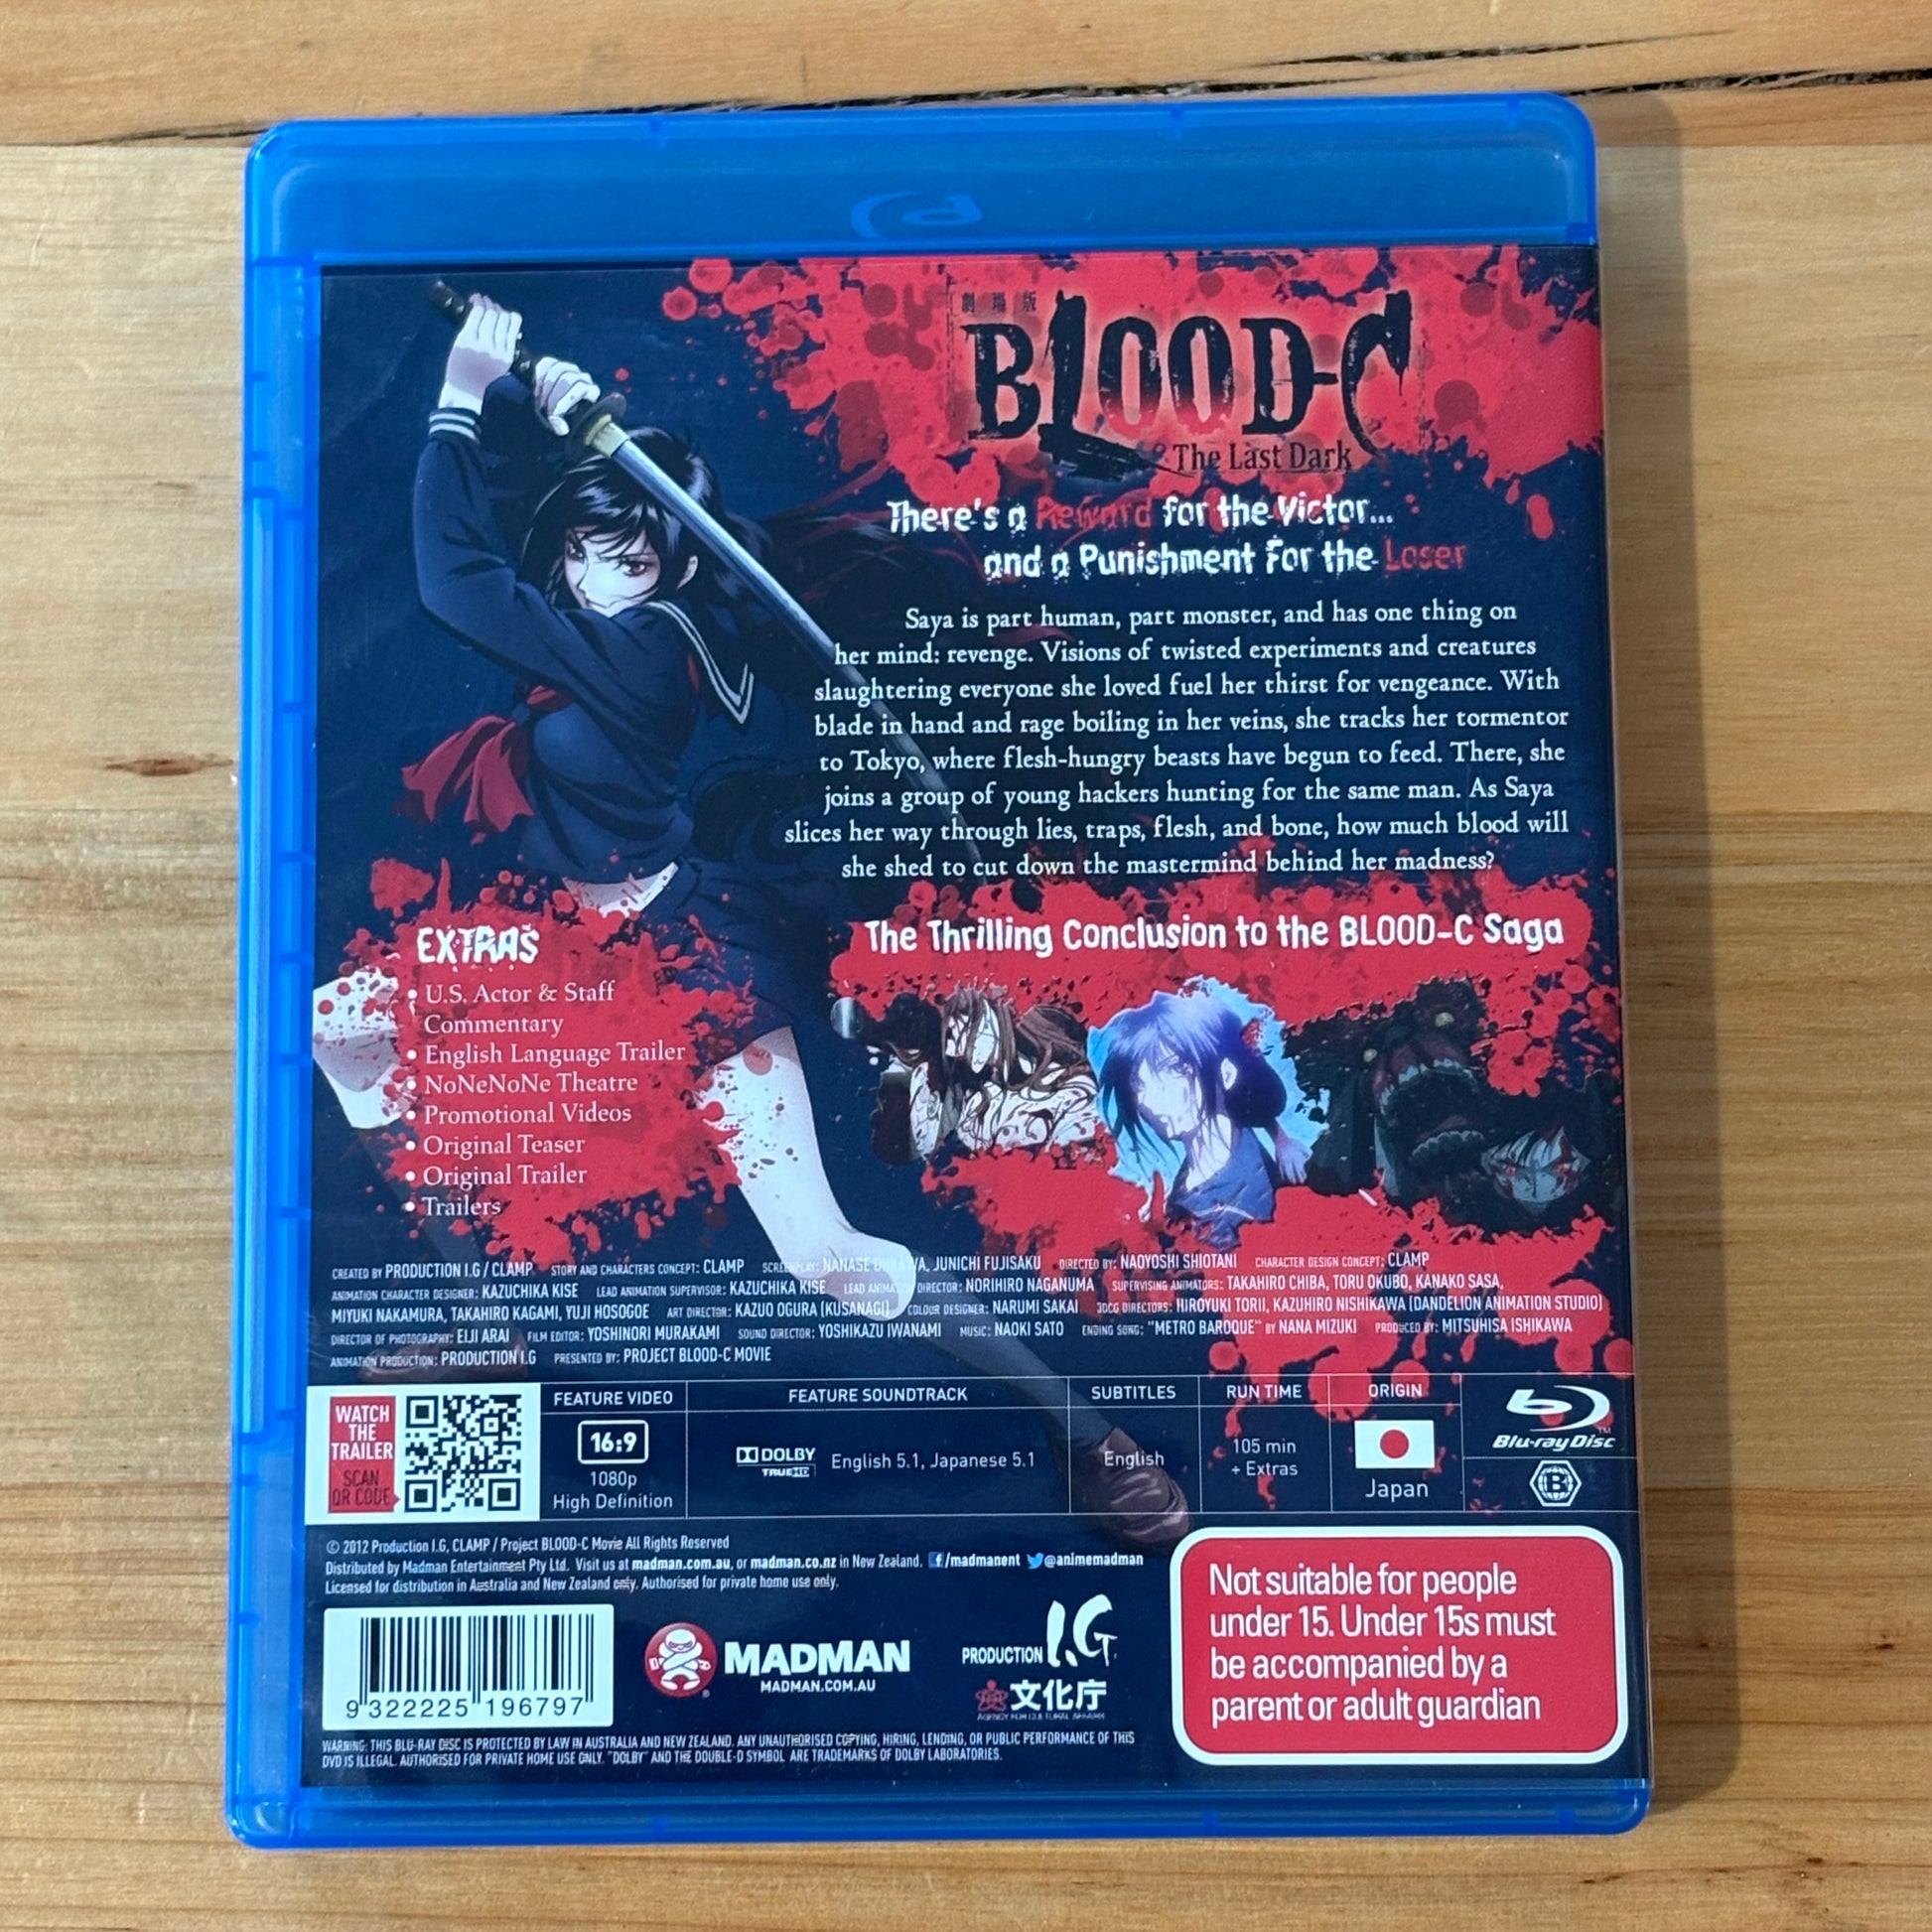 劇場版
BLOOD-C
The Last Dark
There's a Reward for the Victor...
and a Punishment For the Loser
Saya is part human, part monster, and has one thing on
her mind: revenge. Visions of twisted experiments and creatures
slaughtering everyone she loved fuel her thirst for vengeance. With
blade in hand and rage boiling in her veins, she tracks her tormentor
to Tokyo, where flesh-hungry beasts have begun to feed. There, she
joins a group of young hackers hunting for the same man. As Saya
slices her way through lies, traps, flesh, and bone, how much blood will
she shed to cut down the mastermind behind her madness?
EXTRAS
• U.S. Actor & Staff
Commentary
• English Language Trailer
• NoNeNoNe Theatre
• Promotional Videos
• Original Teaser
• Original Trailer
• Trailers
The Thrilling Conclusion to the BLOOD-C Saga
CREATED BY PRODUCTION I.G / CLAMP STORY AND CHARACTERS CONCEPT: CLAMP SCREENPLAY: NANASE OHKAWA, JUNICHI FUJISAKU DIRECTED BY: NAOYOSHI SHIOTANI CHARACTER DESIGN CONCEPT: CLAMP
ANIMATION CHARACTER DESIGNER: KAZUCHIKA KISE LEAD ANIMATION SUPERVISOR: KAZUCHIKA KISE LEAD ANIMATION DIRECTOR: NORIHIRO NAGANUMA SUPERVISING ANIMATORS: TAKAHIRO CHIBA, TORU OKUBO, KANAKO SASA,
MIYUKI NAKAMURA, TAKAHIRO KAGAMI, YUJI HOSOGOE ART DIRECTOR: KAZUO OGURA (KUSANAGI) COLOUR DESIGNER: NARUMI SAKAI 3DCG DIRECTORS: HIROYUKI TORII, KAZUHIRO NISHIKAWA (DANDELION ANIMATION STUDIO)
DIRECTOR OF PHOTOGRAPHY: EIJI ARAI FILM EDITOR: YOSHINORI MURAKAMI SOUND DIRECTOR: YOSHIKAZU IWANAMI MUSIC: NAOKI SATO ENDING SONG: "METRO BAROQUE" BY NANA MIZUKI PRODUCED BY: MITSUHISA ISHIKAWA
ANIMATION PRODUCTION: PRODUCTION I.G PRESENTED BY: PROJECT BLOOD-C MOVIE
WATCH
THE
TRAILER
SCAN
QR CODE
FEATURE VIDEO
16:9
1080p
High Definition
FEATURE SOUNDTRACK
DOLBY
TRUEHD
English 5.1, Japanese 5.1
SUBTITLES
English
RUN TIME
105 min
+ Extras
ORIGIN
Japan
Blu-ray Disc™
B
© 2012 Production I.G, CLAMP / Project BLOOD-C Movie All Rights Reserved
Distributed by Madman Entertainment Pty Ltd. Visit us at madman.com.au, or madman.co.nz in New Zealand. f/madmanent @animemadman
Licensed for distribution in Australia and New Zealand only. Authorised for private home use only.
9 322225 196797
MADMAN
MADMAN.COM.AU
PRODUCTION I.G
文化庁
AGENCY FOR CULTURAL AFFAIRS
Not suitable for people
under 15. Under 15s must
be accompanied by a
parent or adult guardian
WARNING: THIS BLU-RAY DISC IS PROTECTED BY LAW IN AUSTRALIA AND NEW ZEALAND. ANY UNAUTHORISED COPYING, HIRING, LENDING, OR PUBLIC PERFORMANCE OF THIS
DVD IS ILLEGAL. AUTHORISED FOR PRIVATE HOME USE ONLY. "DOLBY" AND THE DOUBLE-D SYMBOL ARE TRADEMARKS OF DOLBY LABORATORIES.